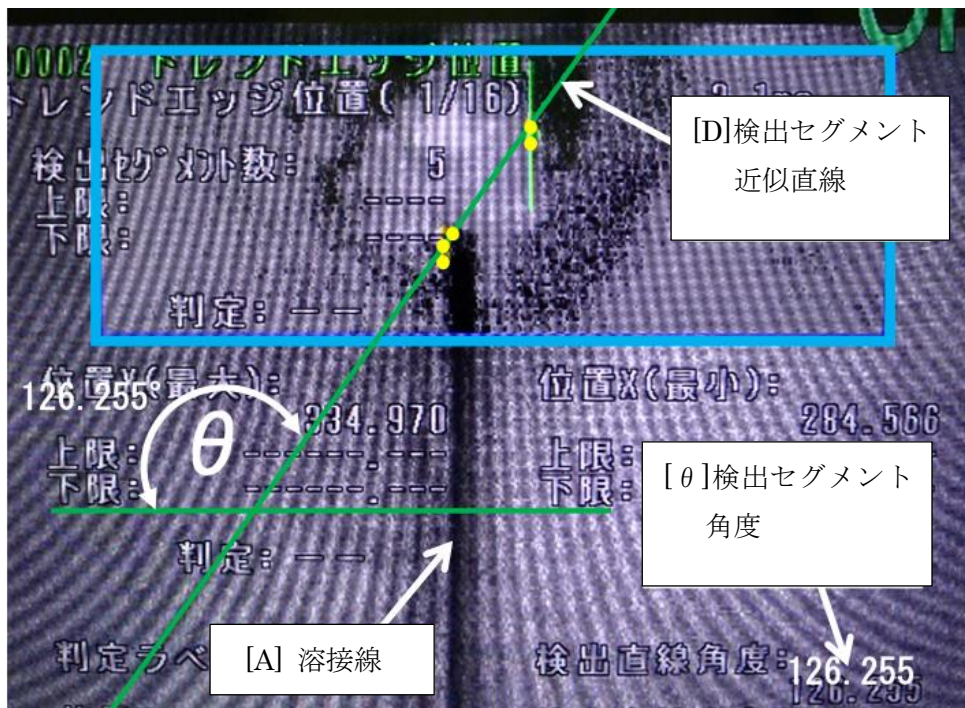 0002 トレンドエッジ位置
トレンドエッジ位置( 1/16)
[D]検出セグメント
近似直線
検出ｾｸﾞﾒﾝﾄ数: 5
上限: ----
下限: ----
判定: ーー
位置X(最大): 位置X(最小):
126.255°
334.970 284.566
θ
上限: ------.--- 上限:
下限: ------.--- 下限:
[θ]検出セグメント
角度
判定: ーー
[A] 溶接線
判定ラベ
検出直線角度: 126.255
126.255